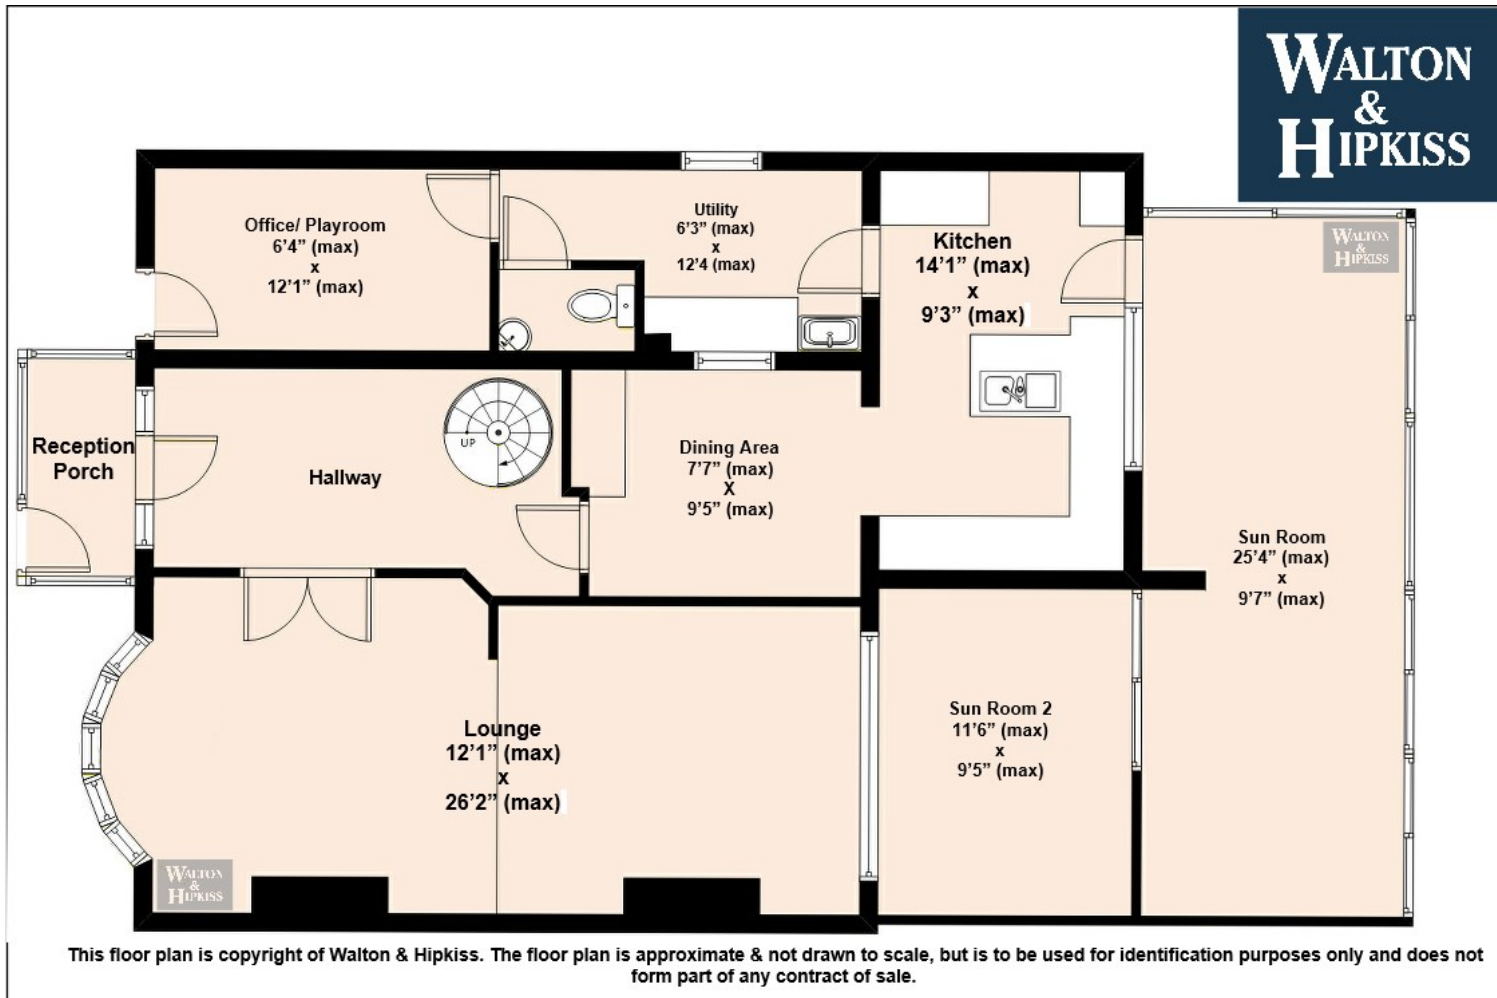 WALTON
&
HIPKISS
Office/ Playroom
6'4” (max)
x
12'1” (max)
Utility
6'3” (max)
x
12'4 (max)
Kitchen
14'1” (max)
x
9'3” (max)
WALTON
&
HIPKISS
Reception
Porch
Hallway
UP
Dining Area
7'7” (max)
X
9'5” (max)
Sun Room
25'4” (max)
x
9'7” (max)
Lounge
12'1” (max)
x
26'2” (max)
Sun Room 2
11'6” (max)
x
9'5” (max)
WALTON
&
HIPKISS
This floor plan is copyright of Walton & Hipkiss. The floor plan is approximate & not drawn to scale, but is to be used for identification purposes only and does not
form part of any contract of sale.